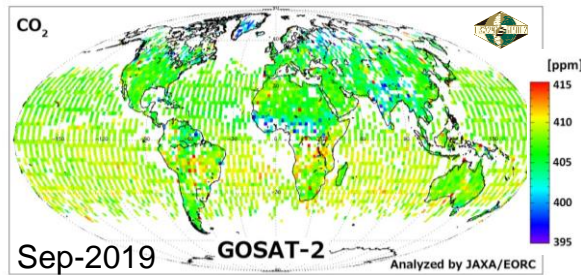 CO₂
[ppm]
415
410
405
400
395
Sep-2019
GOSAT-2
Analyzed by JAXA/EORC